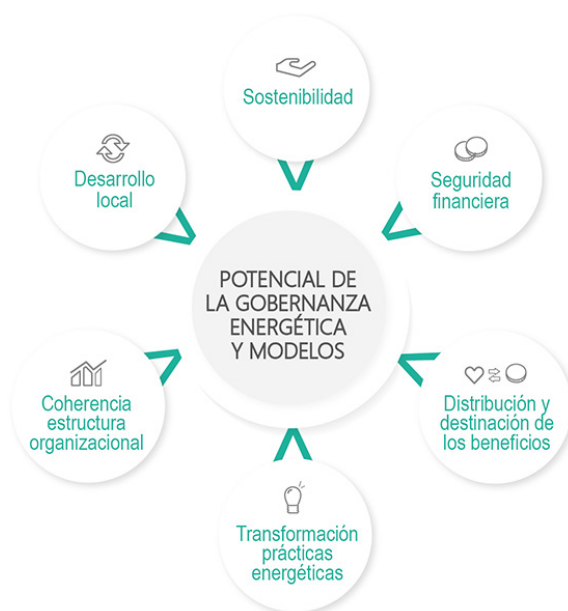 Sostenibilidad
Seguridad
financiera
Distribución y
destinación de
los beneficios
Transformación
prácticas
energéticas
Coherencia
estructura
organizacional
Desarrollo
local
POTENCIAL DE
LA GOBERNANZA
ENERGÉTICA
Y MODELOS